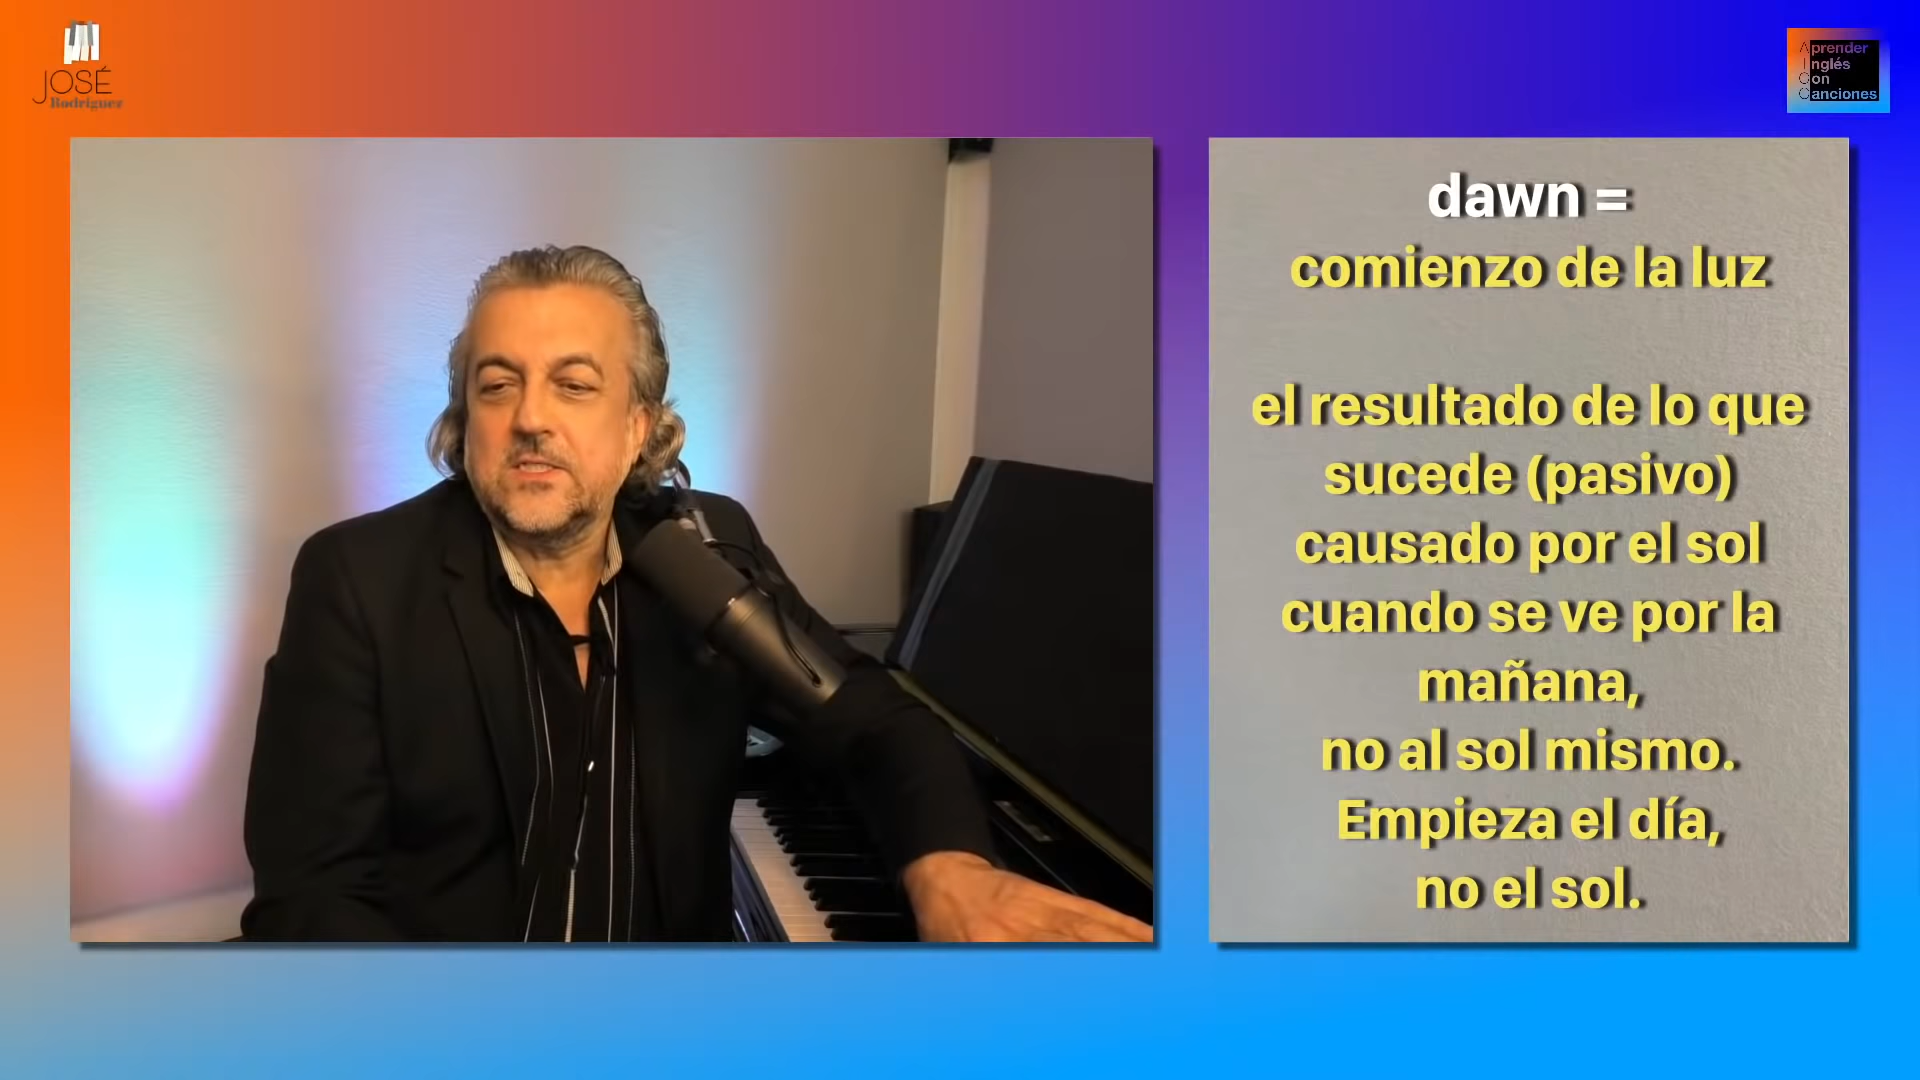 JOSÉ
Rodríguez
Aprender
Inglés
Con
Canciones
dawn =
comienzo de la luz
el resultado de lo que
sucede (pasivo)
causado por el sol
cuando se ve por la
mañana,
no al sol mismo.
Empieza el día,
no el sol.